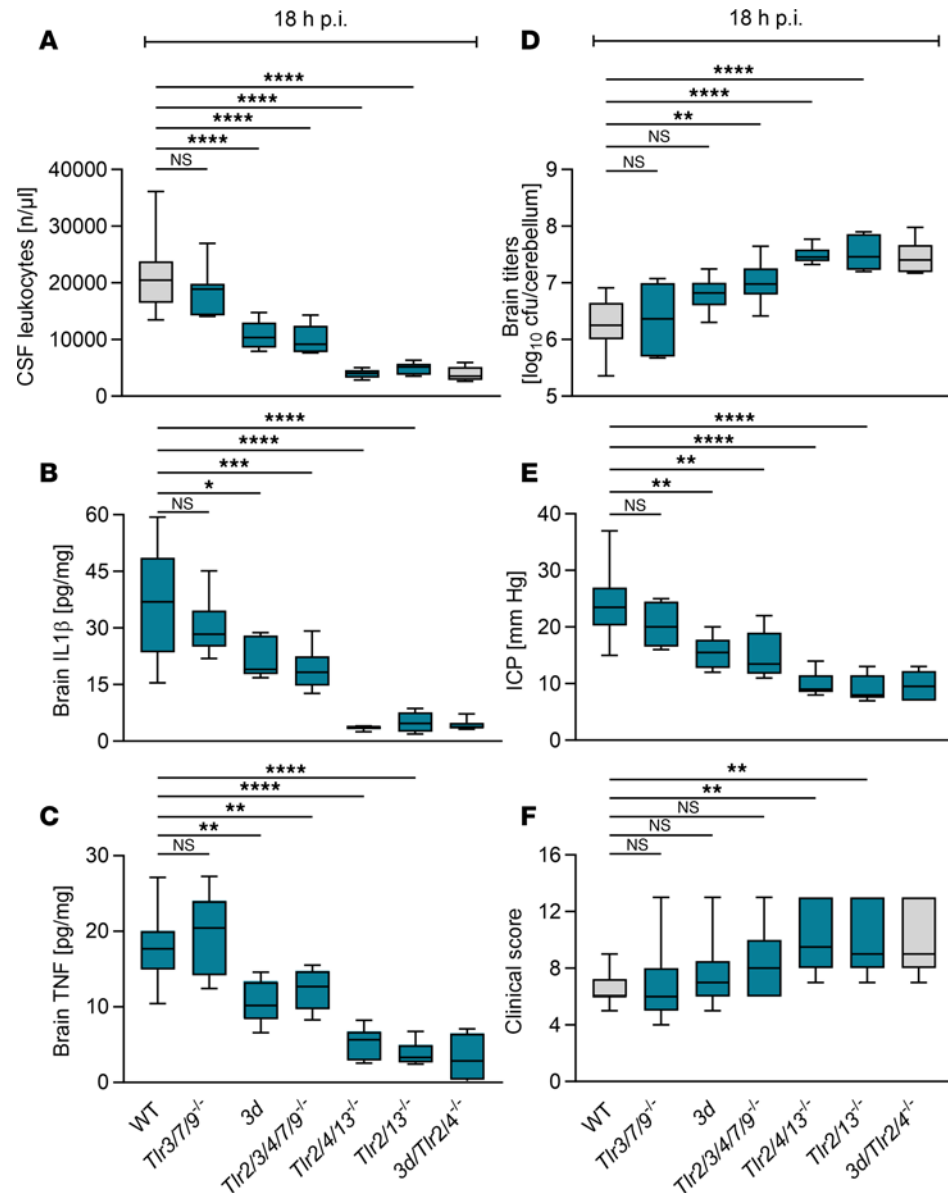 18 h p.i.
A
****
****
****
****
NS
CSF leukocytes [n/µl]
40000
30000
20000
10000
0
B
****
****
***
*
NS
Brain IL1β [pg/mg]
60
45
30
15
0
C
****
****
**
**
NS
Brain TNF [pg/mg]
30
20
10
0
WT
Tlr3/7/9-/-
3d
Tlr2/3/4/7/9-/-
Tlr2/4/13-/-
Tlr2/13-/-
3d/Tlr2/4-/-
18 h p.i.
D
****
****
**
NS
NS
Brain titers
[log10 cfu/cerebellum]
9
8
7
6
5
E
****
****
**
**
NS
ICP [mm Hg]
40
30
20
10
0
F
**
**
NS
NS
NS
Clinical score
16
12
8
4
0
WT
Tlr3/7/9-/-
3d
Tlr2/3/4/7/9-/-
Tlr2/4/13-/-
Tlr2/13-/-
3d/Tlr2/4-/-